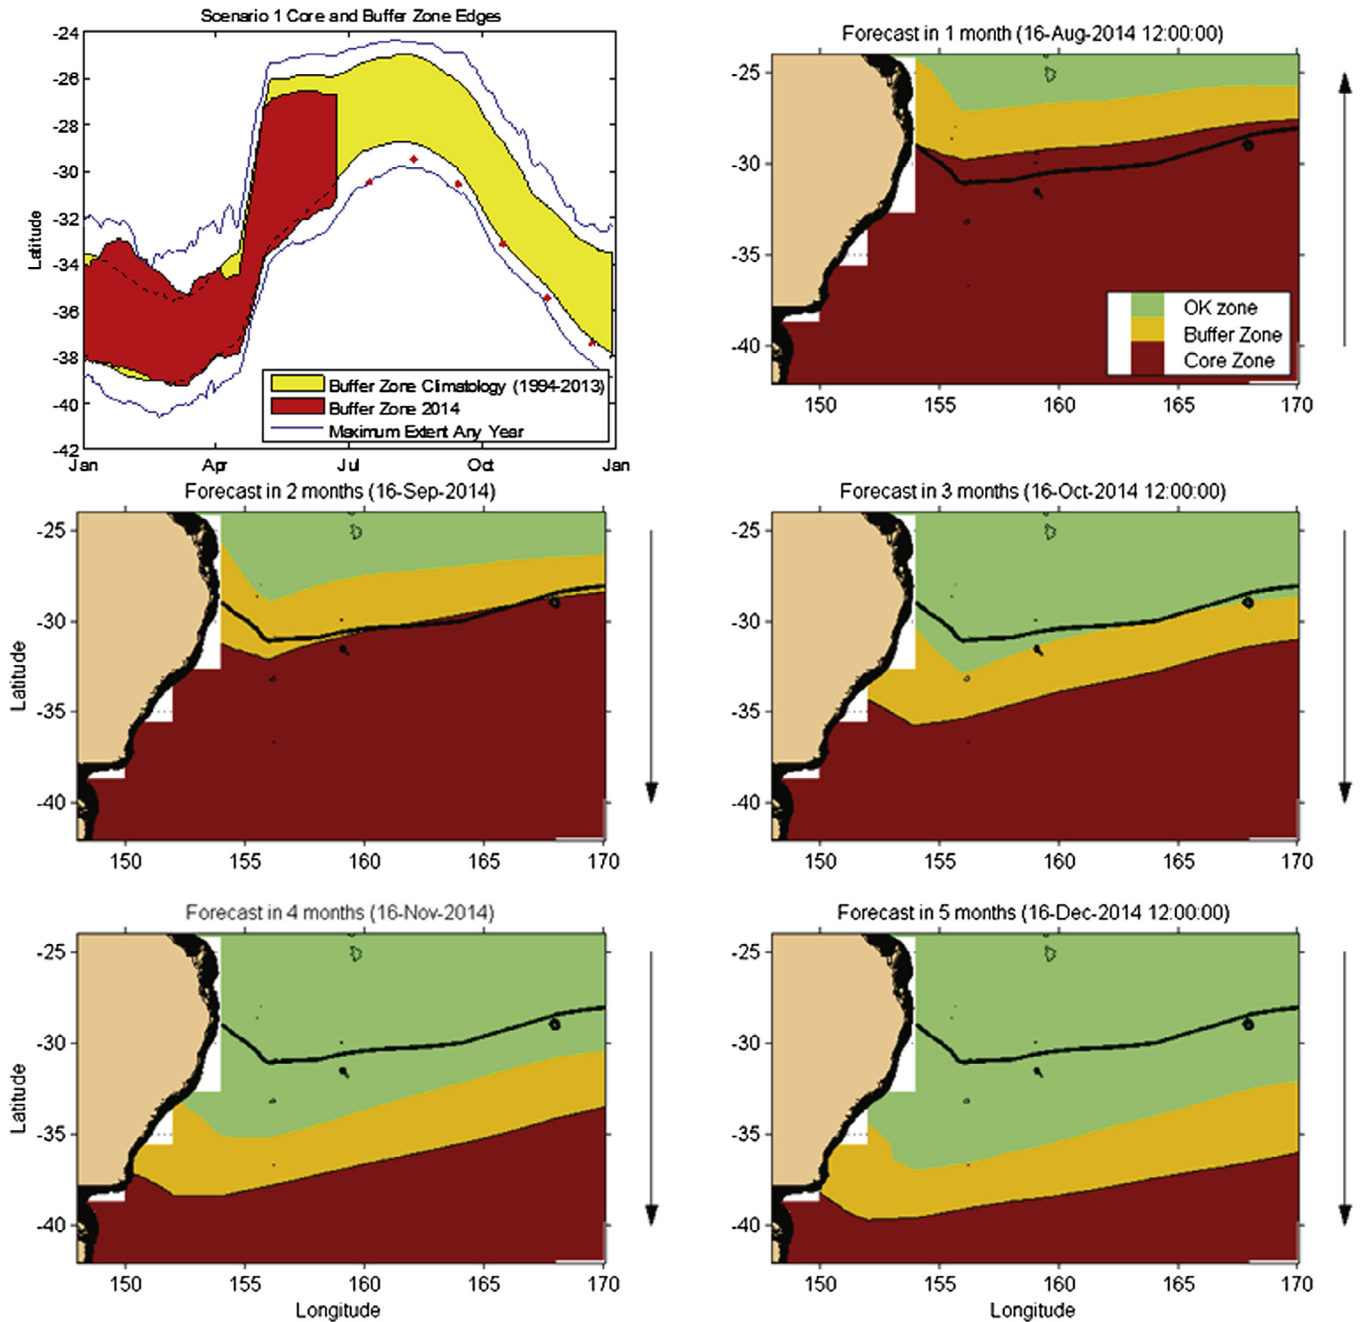 Scenario 1 Core and Buffer Zone Edges
-24
-26
-28
-30
-32
-34
-36
-38
-40
-42
Latitude
Jan
Apr
Jul
Oct
Jan
Buffer Zone Climatology (1994-2013)
Buffer Zone 2014
Maximum Extent Any Year
Forecast in 1 month (16-Aug-2014 12:00:00)
-25
-30
-35
-40
150
155
160
165
170
OK zone
Buffer Zone
Core Zone
Forecast in 2 months (16-Sep-2014)
-25
-30
-35
-40
Latitude
150
155
160
165
170
Forecast in 3 months (16-Oct-2014 12:00:00)
-25
-30
-35
-40
150
155
160
165
170
Forecast in 4 months (16-Nov-2014)
-25
-30
-35
-40
Latitude
150
155
160
165
170
Longitude
Forecast in 5 months (16-Dec-2014 12:00:00)
-25
-30
-35
-40
150
155
160
165
170
Longitude